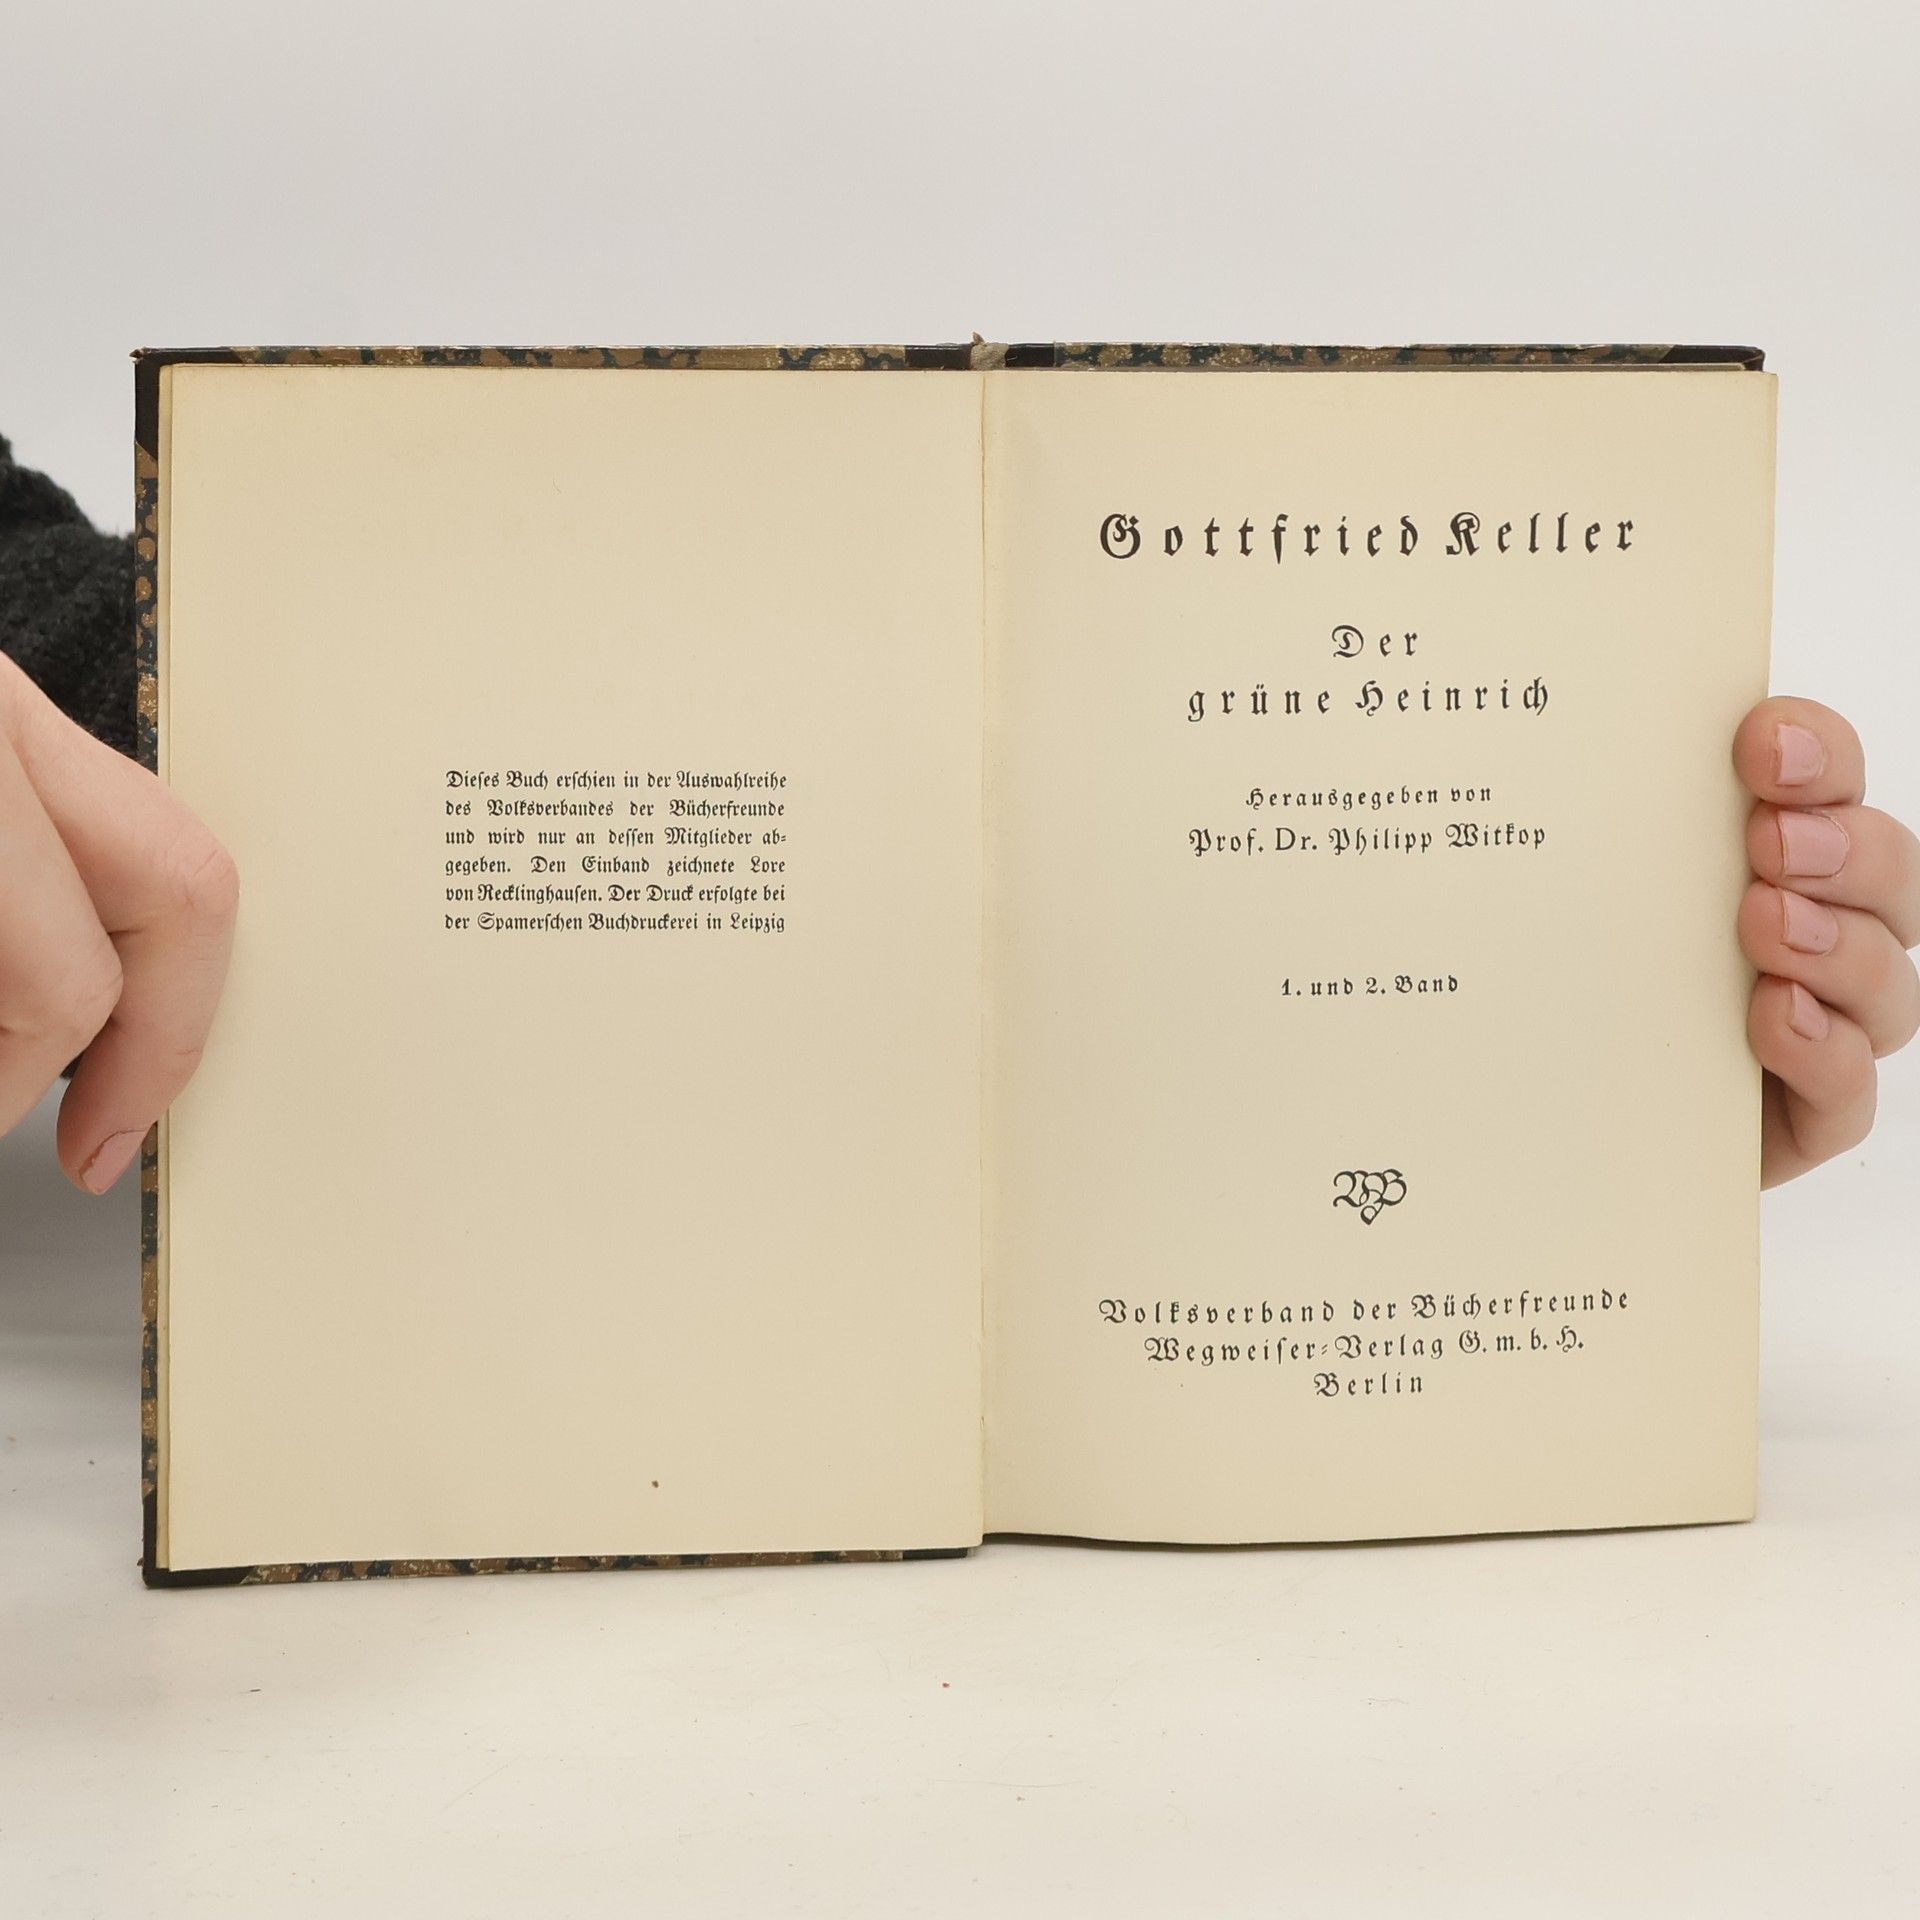 Dieses Buch erschien in der Auswahlreihe
des Volksverbandes der Bücherfreunde
und wird nur an dessen Mitglieder ab-
gegeben. Den Einband zeichnete Lore
von Recklinghausen. Der Druck erfolgte bei
der Spamerschen Buchdruckerei in Leipzig
Gottfried Keller
Der
grüne Heinrich
Herausgegeben von
Prof. Dr. Philipp Witkop
1. und 2. Band
VdB
Volksverband der Bücherfreunde
Wegweiser-Verlag G.m.b.H.
Berlin